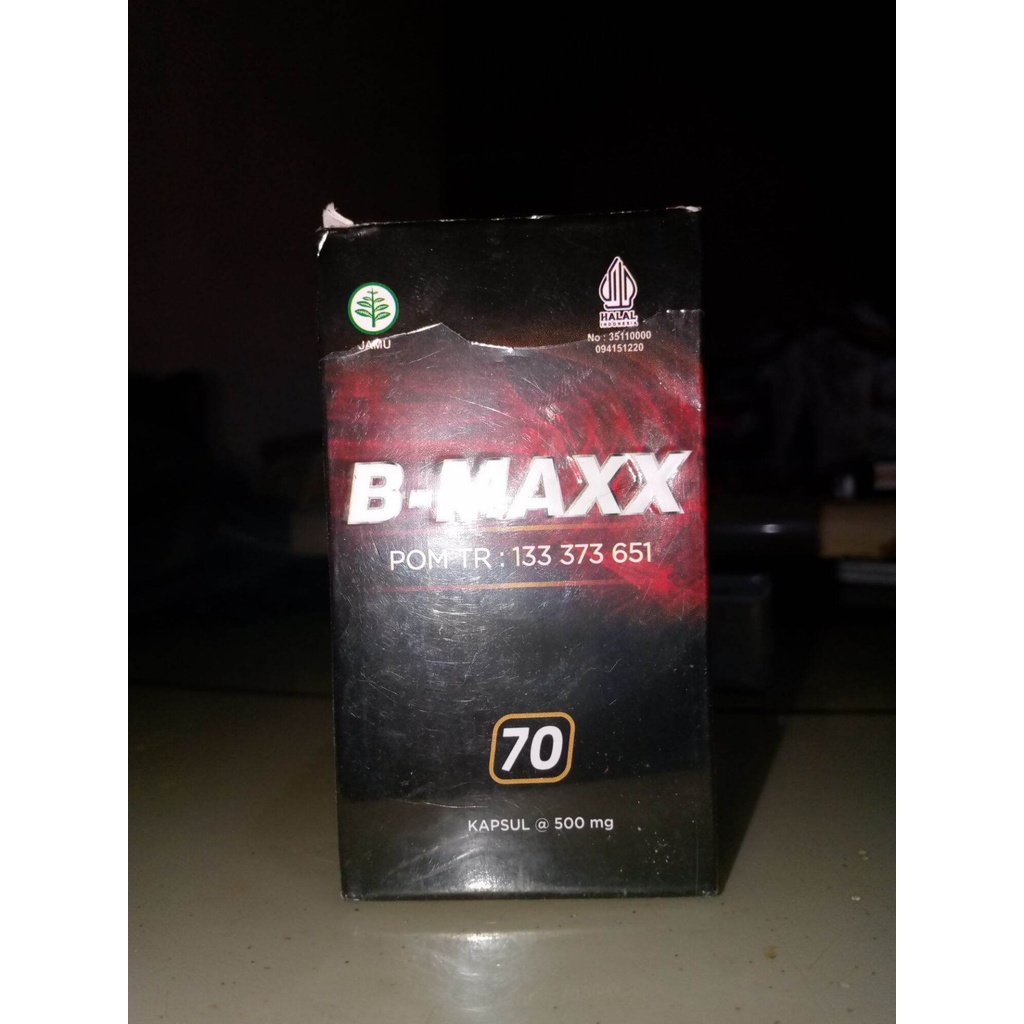 JAMU
HALAL
INDONESIA
No : 35110000
094151220
B-MAXX
POM TR : 133 373 651
70
KAPSUL @ 500 mg